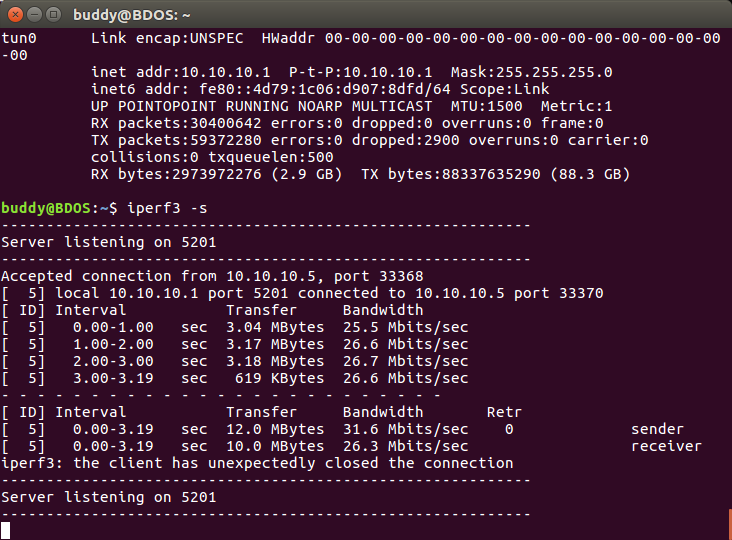 buddy@BDOS: ~
tun0      Link encap:UNSPEC  HWaddr 00-00-00-00-00-00-00-00-00-00-00-00-00-00-00
-00
          inet addr:10.10.10.1  P-t-P:10.10.10.1  Mask:255.255.255.0
          inet6 addr: fe80::4d79:1c06:d907:8dfd/64 Scope:Link
          UP POINTOPOINT RUNNING NOARP MULTICAST  MTU:1500  Metric:1
          RX packets:30400642 errors:0 dropped:0 overruns:0 frame:0
          TX packets:59372280 errors:0 dropped:2900 overruns:0 carrier:0
          collisions:0 txqueuelen:500
          RX bytes:2973972276 (2.9 GB)  TX bytes:88337635290 (88.3 GB)
buddy@BDOS:~$ iperf3 -s
-----------------------------------------------------------
Server listening on 5201
-----------------------------------------------------------
Accepted connection from 10.10.10.5, port 33368
[  5] local 10.10.10.1 port 5201 connected to 10.10.10.5 port 33370
[ ID] Interval           Transfer     Bandwidth
[  5]   0.00-1.00   sec  3.04 MBytes  25.5 Mbits/sec
[  5]   1.00-2.00   sec  3.17 MBytes  26.6 Mbits/sec
[  5]   2.00-3.00   sec  3.18 MBytes  26.7 Mbits/sec
[  5]   3.00-3.19   sec   619 KBytes  26.6 Mbits/sec
- - - - - - - - - - - - - - - - - - - - - - - - -
[ ID] Interval           Transfer     Bandwidth       Retr
[  5]   0.00-3.19   sec  12.0 MBytes  31.6 Mbits/sec    0             sender
[  5]   0.00-3.19   sec  10.0 MBytes  26.3 Mbits/sec                  receiver
iperf3: the client has unexpectedly closed the connection
-----------------------------------------------------------
Server listening on 5201
-----------------------------------------------------------